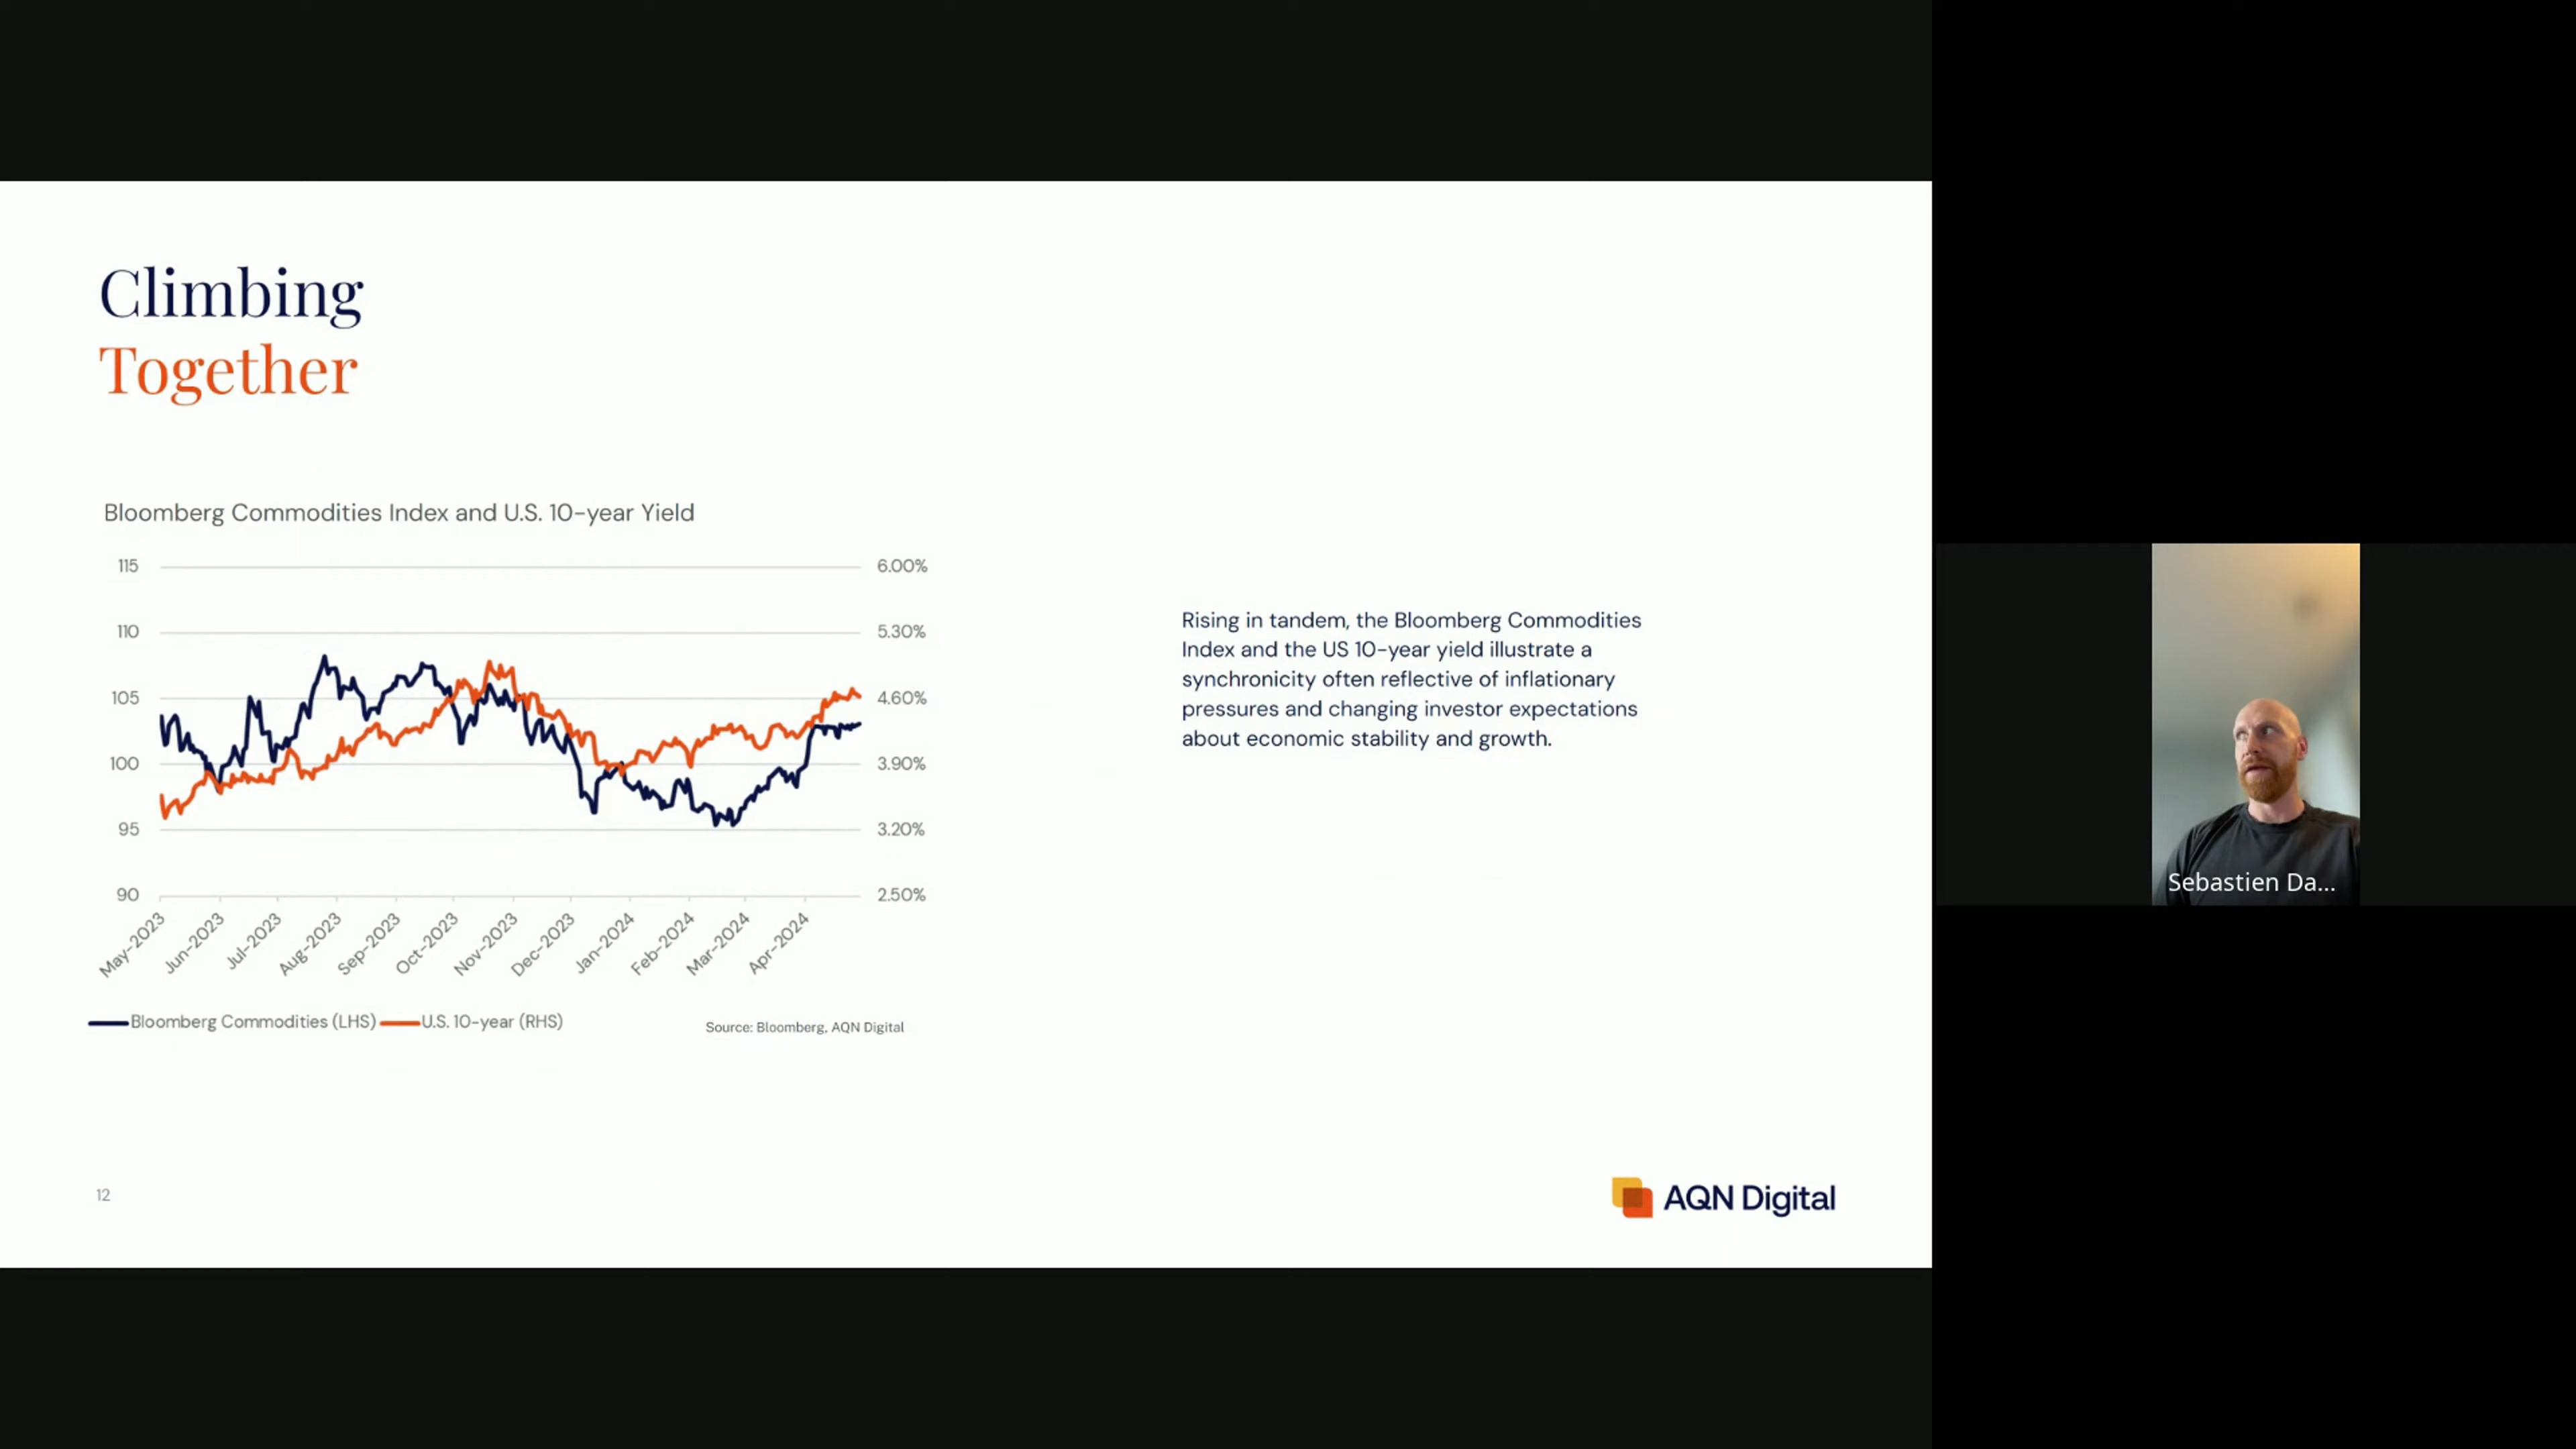 Climbing
Together
Bloomberg Commodities Index and U.S. 10-year Yield
115
110
105
100
95
90
6.00%
5.30%
4.60%
3.90%
3.20%
2.50%
May-2023
Jun-2023
Jul-2023
Aug-2023
Sep-2023
Oct-2023
Nov-2023
Dec-2023
Jan-2024
Feb-2024
Mar-2024
Apr-2024
Bloomberg Commodities (LHS)
U.S. 10-year (RHS)
Source: Bloomberg, AQN Digital
Rising in tandem, the Bloomberg Commodities
Index and the US 10-year yield illustrate a
synchronicity often reflective of inflationary
pressures and changing investor expectations
about economic stability and growth.
12
AQN Digital
Sebastien Da...